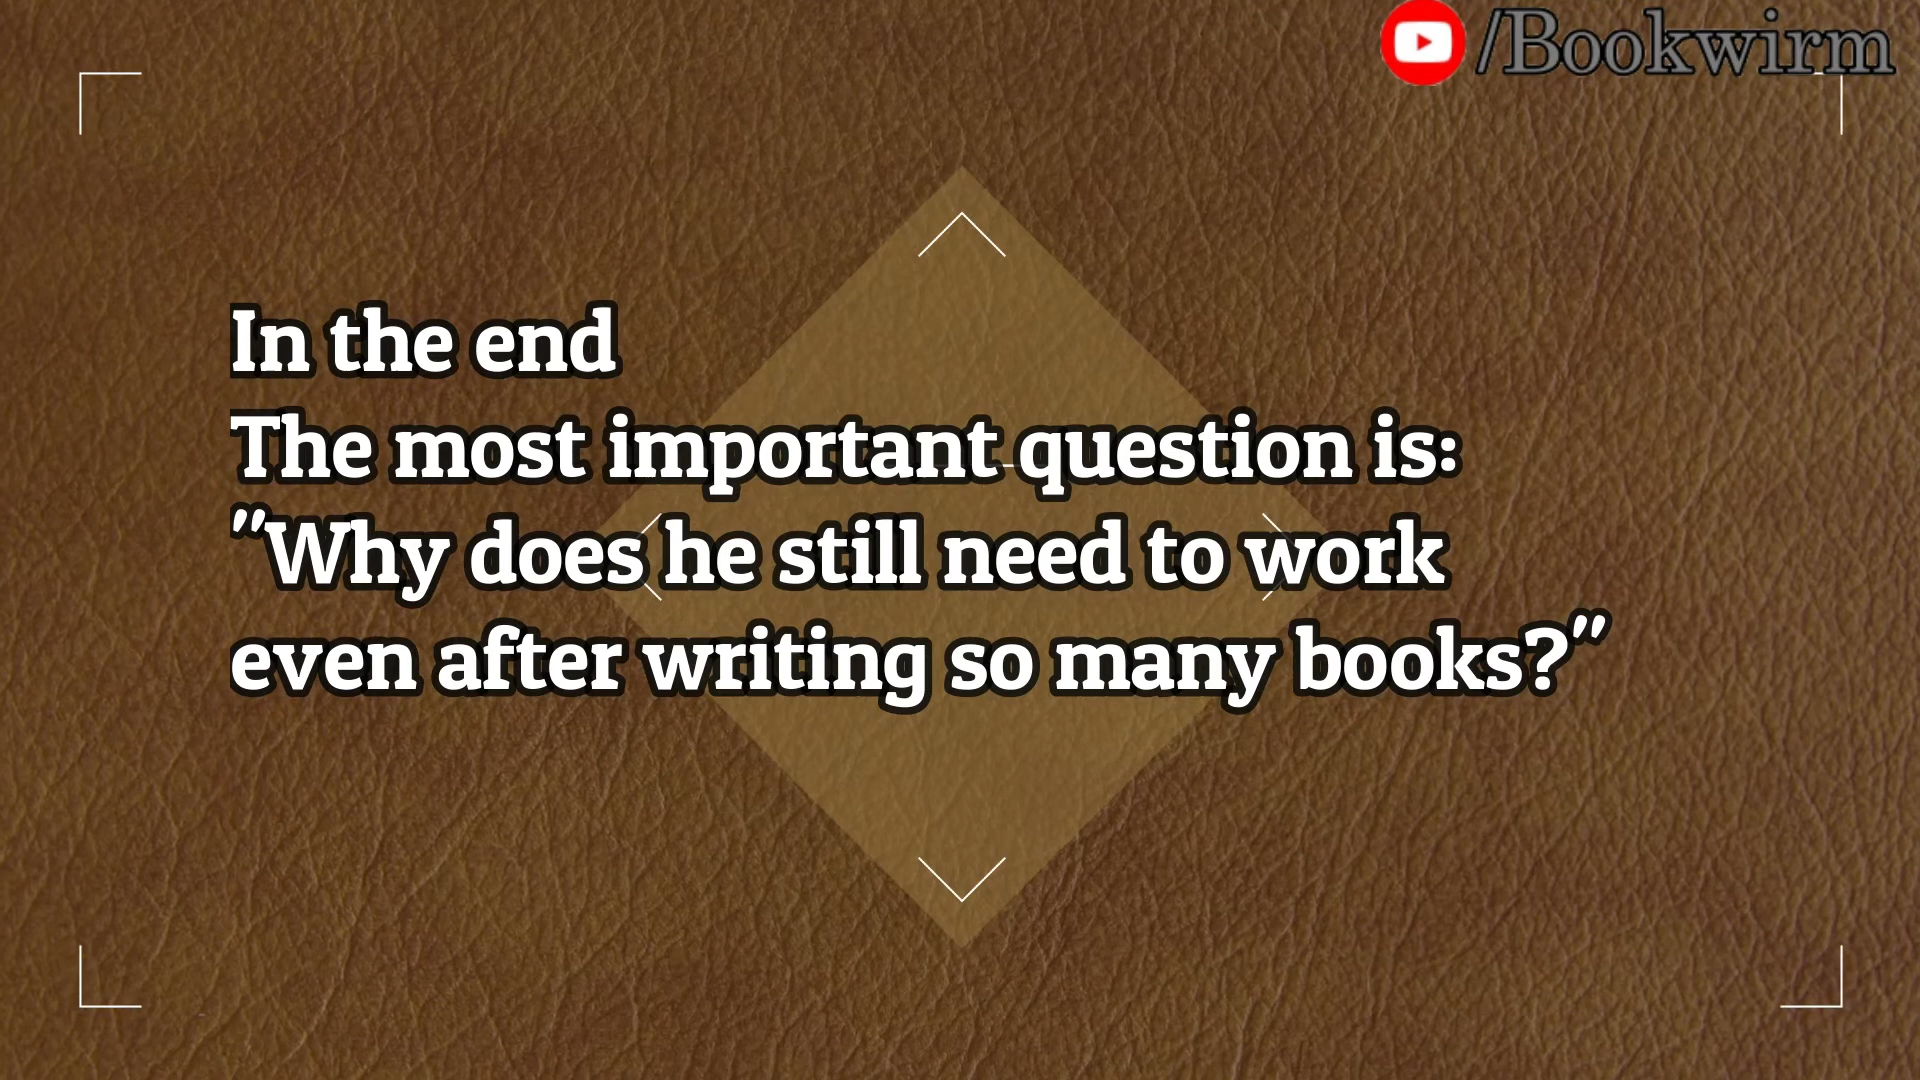 /Bookwirm
In the end
The most important question is:
"Why does he still need to work
even after writing so many books?"